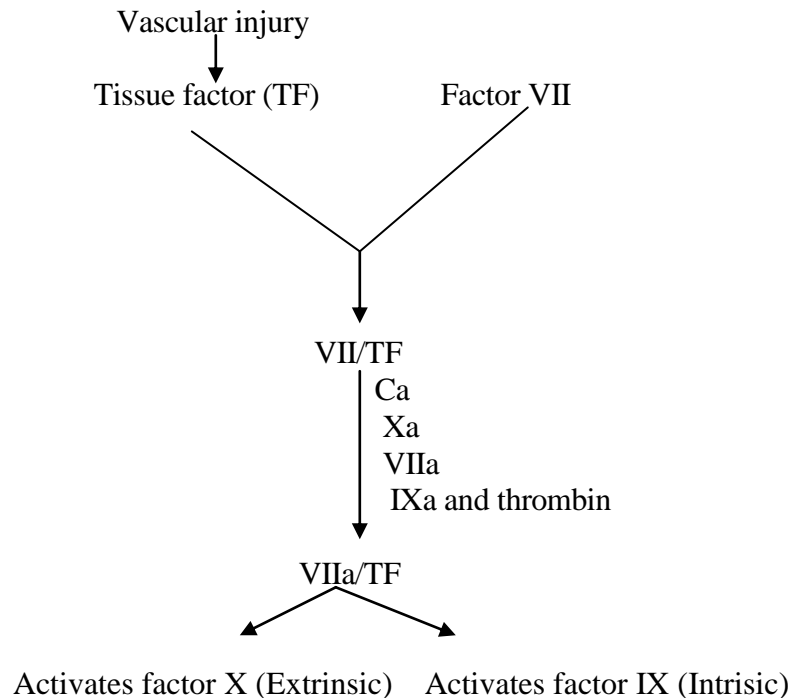 Vascular injury
Tissue factor (TF) Factor VII
VII/TF
Ca
Xa
VIIa
IXa and thrombin
VIIa/TF
Activates factor X (Extrinsic) Activates factor IX (Intrisic)